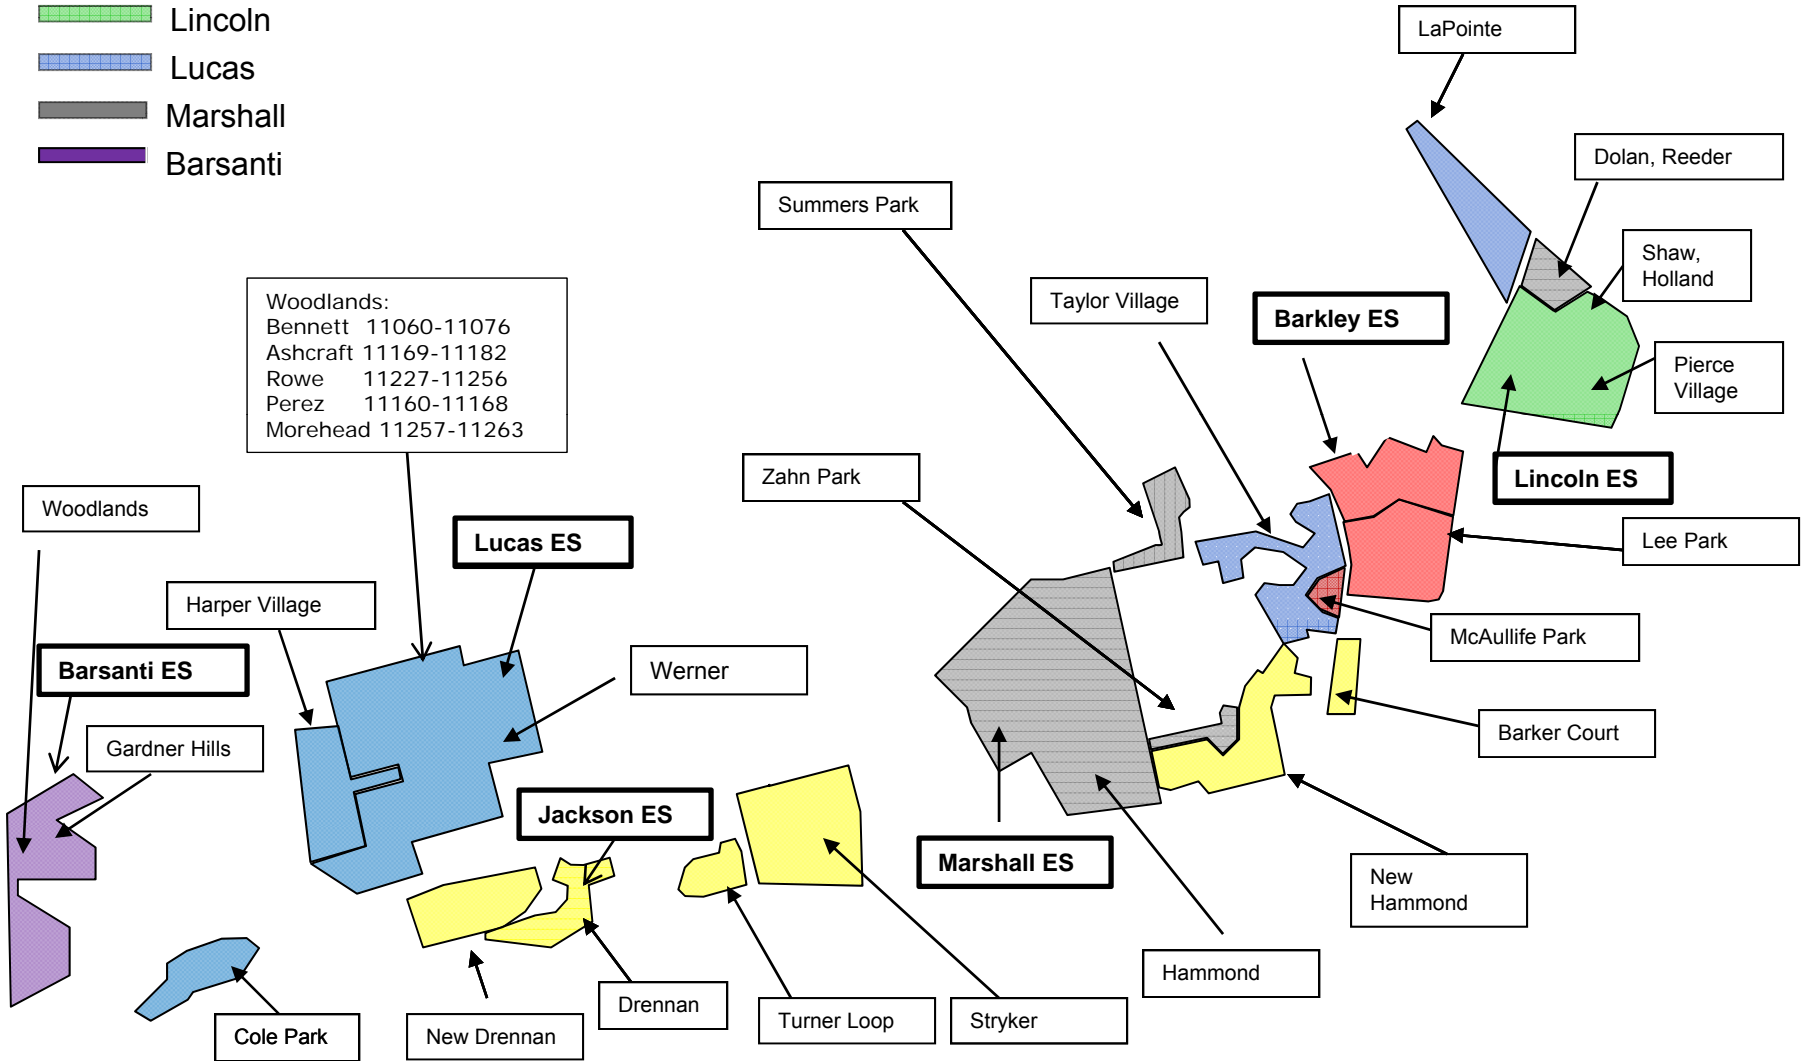 Lincoln
Lucas
Marshall
Barsanti
LaPointe
Dolan, Reeder
Summers Park
Shaw,
Holland
Woodlands:
Bennett 11060-11076
Ashcraft 11169-11182
Rowe 11227-11256
Perez 11160-11168
Morehead 11257-11263
Taylor Village
Barkley ES
Pierce
Village
Zahn Park
Lincoln ES
Woodlands
Lucas ES
Lee Park
Harper Village
McAullife Park
Barsanti ES
Werner
Gardner Hills
Barker Court
Jackson ES
Marshall ES
New
Hammond
Hammond
Drennan
Cole Park
New Drennan
Turner Loop
Stryker